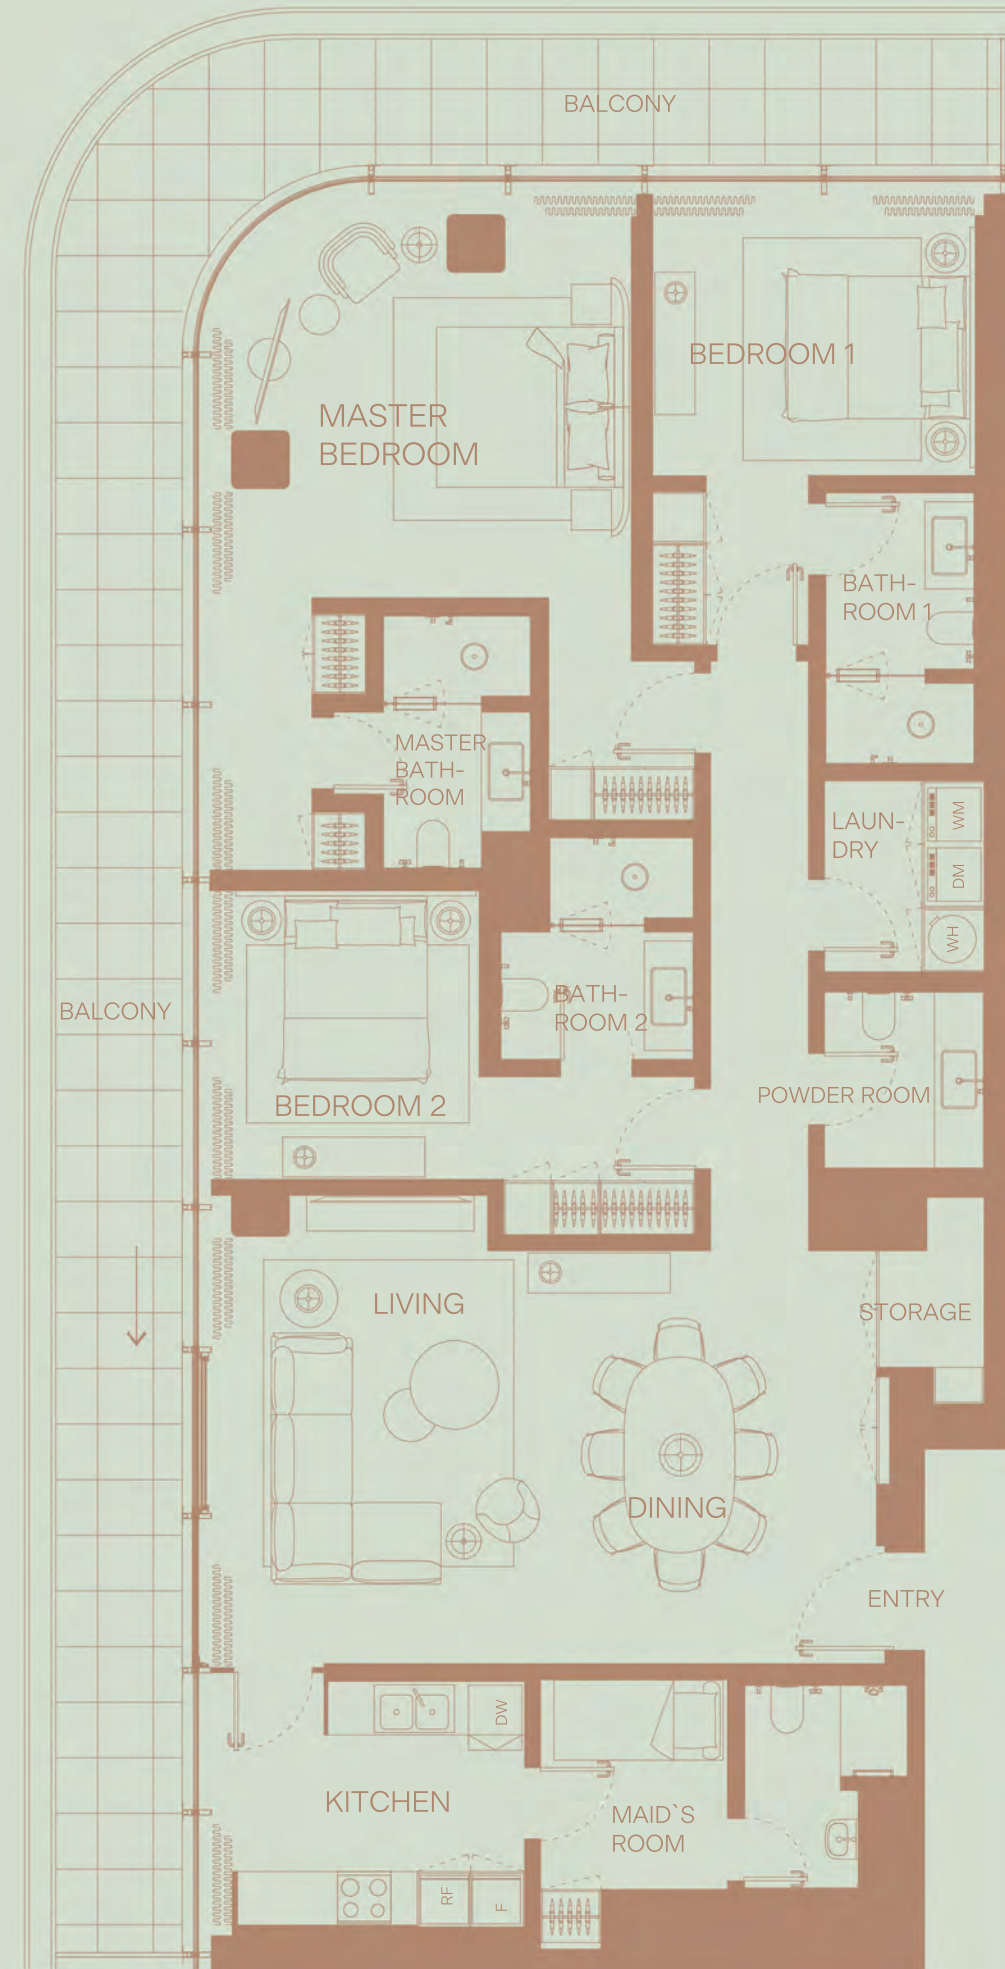 BALCONY
BEDROOM 1
MASTER
BEDROOM
BATH-
ROOM 1
MASTER
BATH-
ROOM
LAUN-
DRY
WM
DM
WH
BATH-
ROOM 2
BALCONY
POWDER ROOM
BEDROOM 2
LIVING
STORAGE
DINING
ENTRY
DW
KITCHEN
MAID`S
ROOM
RF
F